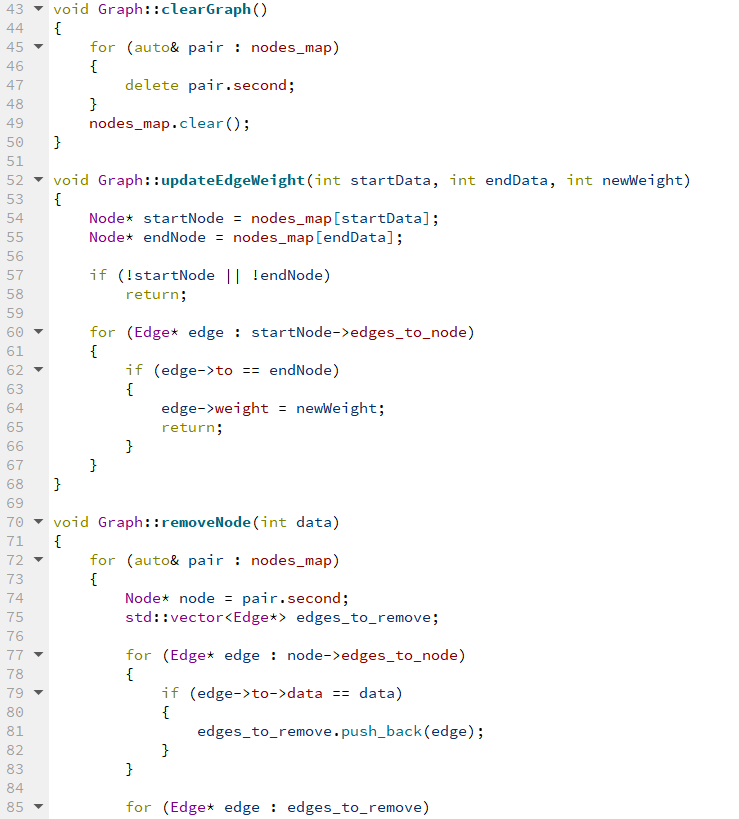 43 void Graph::clearGraph()
44 {
45     for (auto& pair : nodes_map)
46     {
47         delete pair.second;
48     }
49     nodes_map.clear();
50 }
51
52 void Graph::updateEdgeWeight(int startData, int endData, int newWeight)
53 {
54     Node* startNode = nodes_map[startData];
55     Node* endNode = nodes_map[endData];
56
57     if (!startNode || !endNode)
58         return;
59
60     for (Edge* edge : startNode->edges_to_node)
61     {
62         if (edge->to == endNode)
63         {
64             edge->weight = newWeight;
65             return;
66         }
67     }
68 }
69
70 void Graph::removeNode(int data)
71 {
72     for (auto& pair : nodes_map)
73     {
74         Node* node = pair.second;
75         std::vector<Edge*> edges_to_remove;
76
77         for (Edge* edge : node->edges_to_node)
78         {
79             if (edge->to->data == data)
80             {
81                 edges_to_remove.push_back(edge);
82             }
83         }
84
85         for (Edge* edge : edges_to_remove)